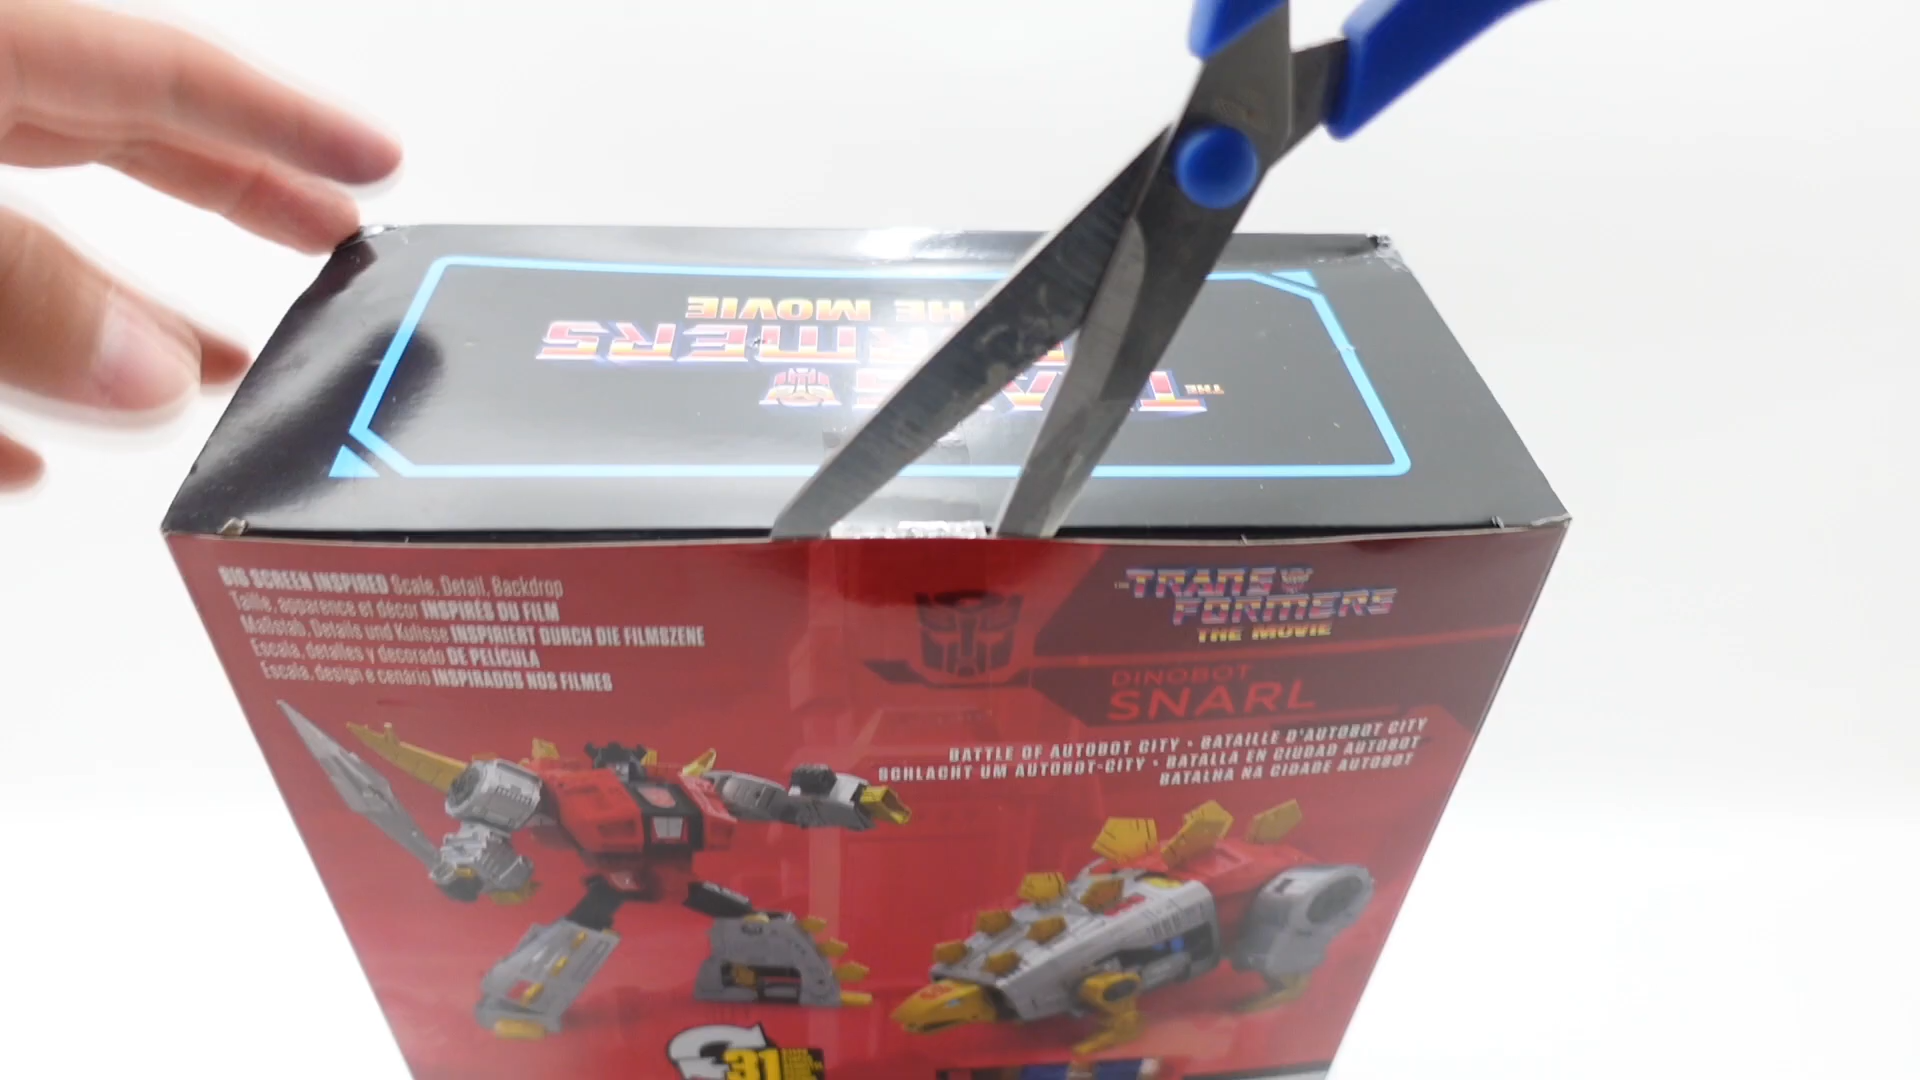 THE MOVIE
THE
BIG SCREEN INSPIRED Scale, Detail, Backdrop
Taille, apparence et décor INSPIRÉS DU FILM
Maßstab, Details und Kulisse INSPIRIERT DURCH DIE FILMSZENE
Escala, detalles y decorado DE PELÍCULA
Escala, design e cenário INSPIRADOS NOS FILMES
TRANS
FORMERS
THE MOVIE
DINOBOT
SNARL
BATTLE OF AUTOBOT CITY • BATAILLE D'AUTOBOT CITY
SCHLACHT UM AUTOBOT-CITY • BATALLA EN CIUDAD AUTOBOT
BATALHA NA CIDADE AUTOBOT
31